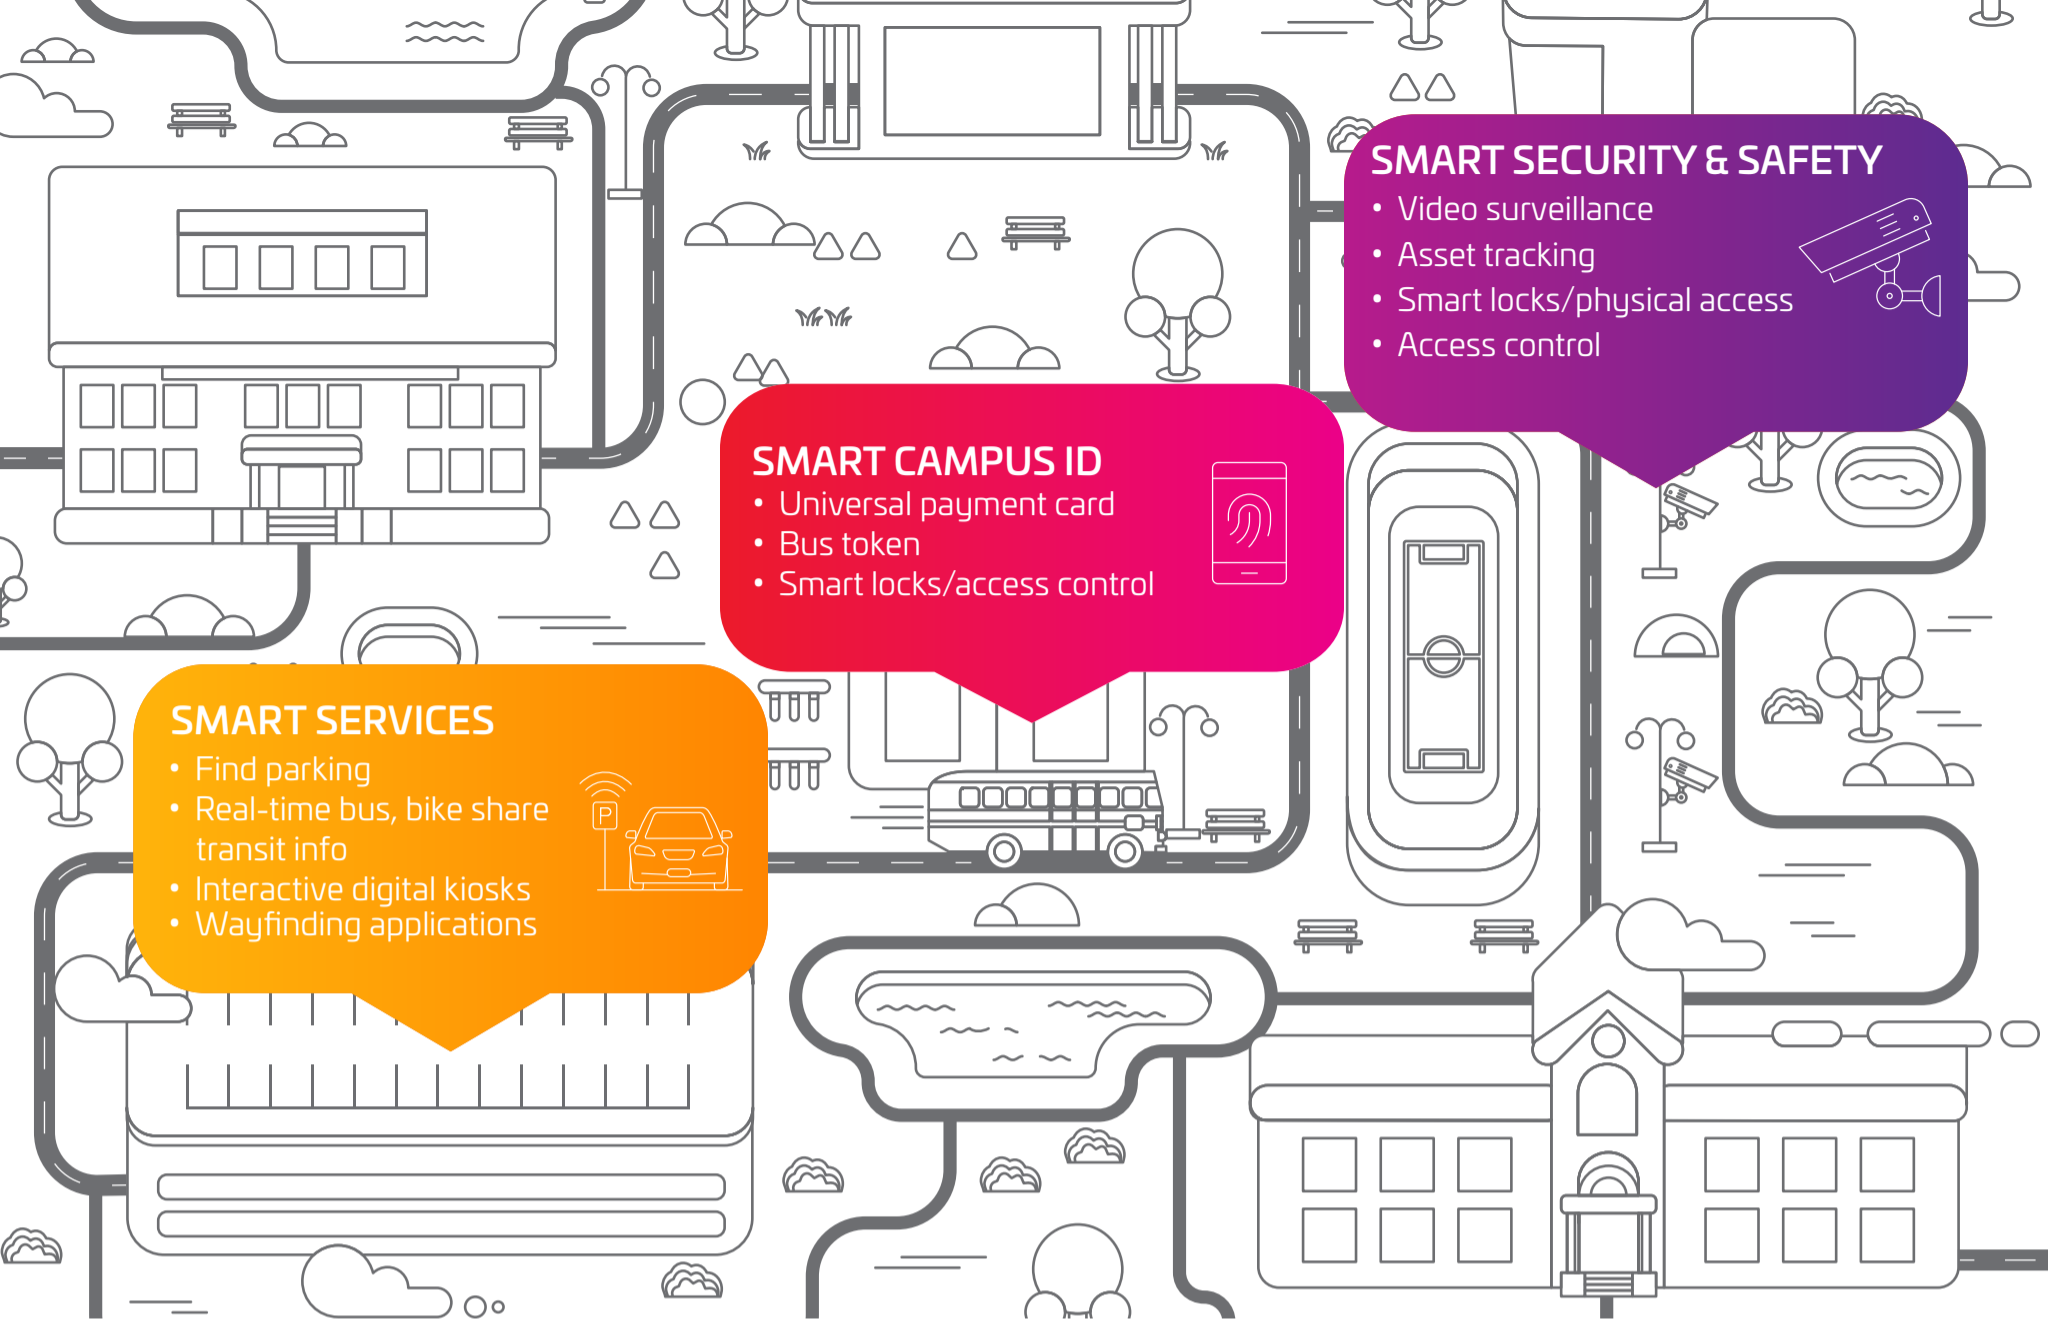 SMART SECURITY & SAFETY
• Video surveillance
• Asset tracking
• Smart locks/physical access
• Access control
SMART CAMPUS ID
• Universal payment card
• Bus token
• Smart locks/access control
SMART SERVICES
• Find parking
• Real-time bus, bike share
transit info
• Interactive digital kiosks
• Wayfinding applications
P